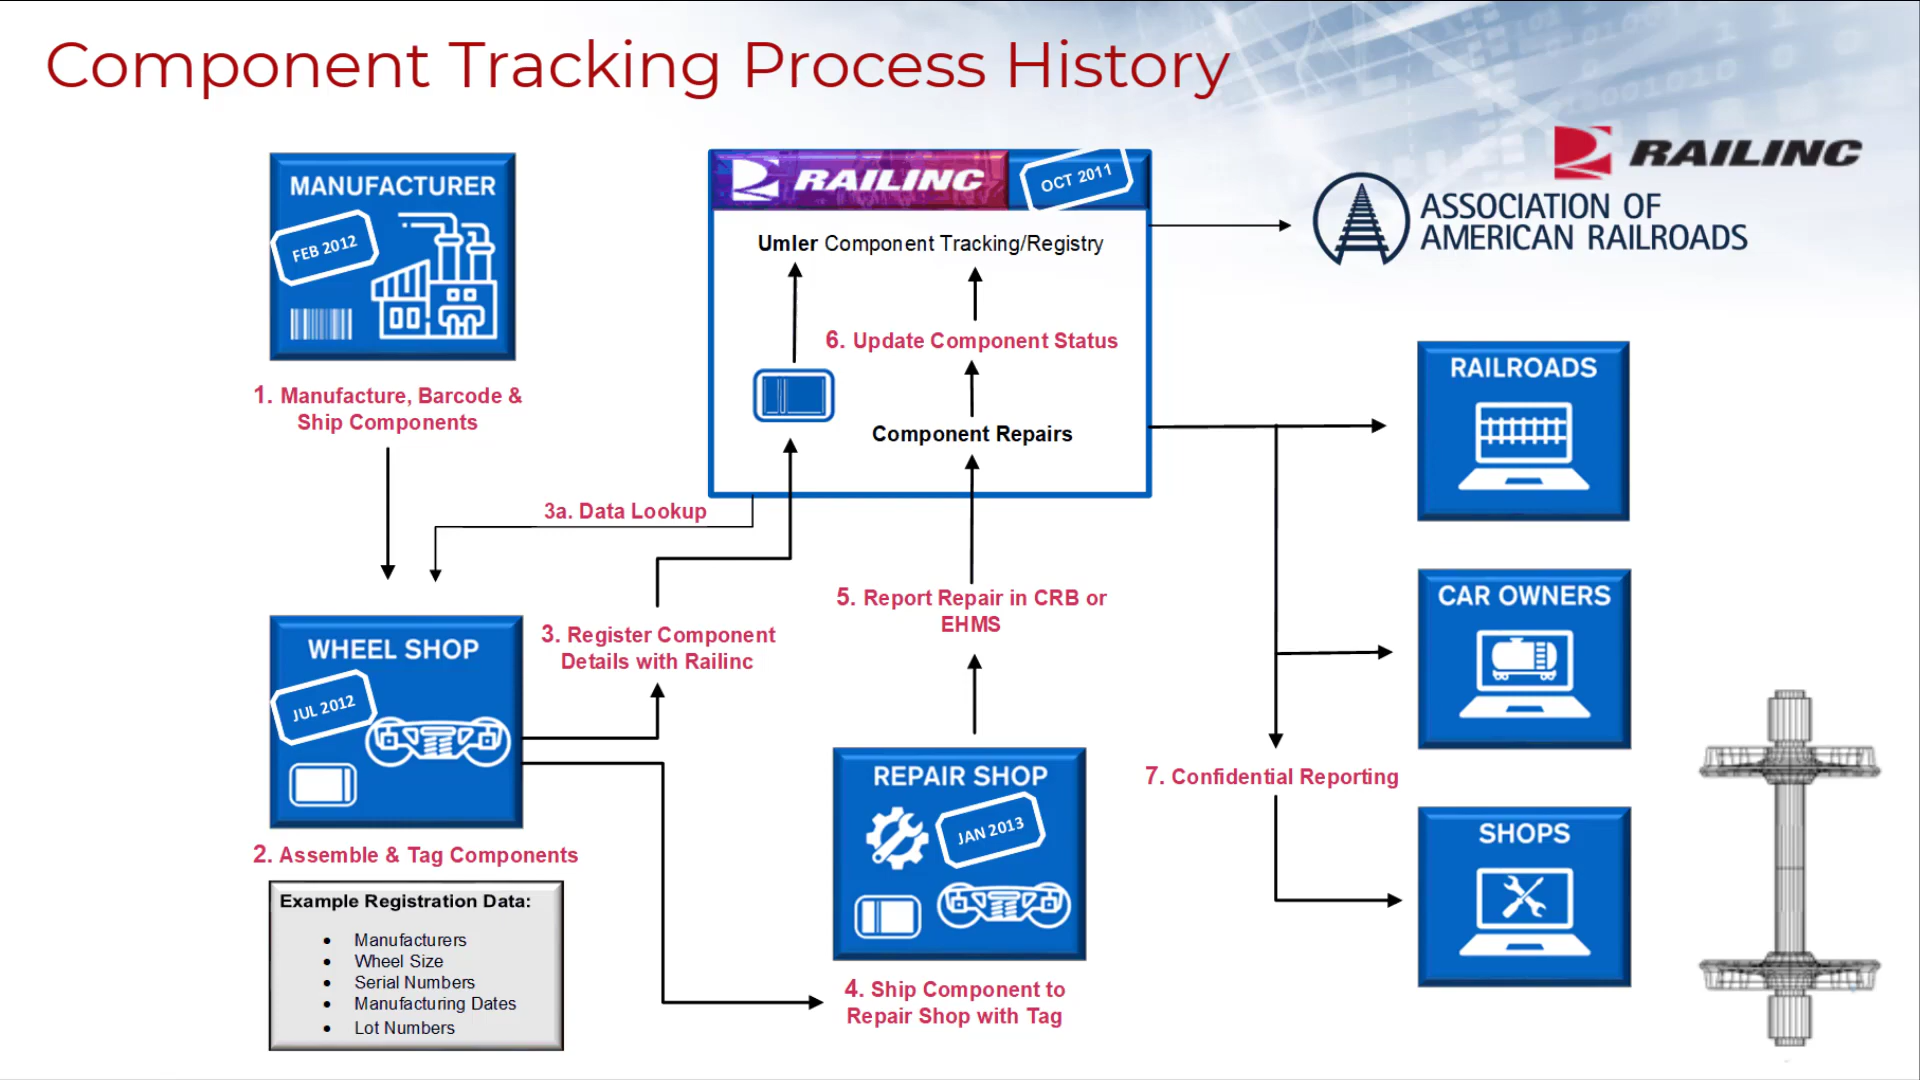 Component Tracking Process History
RAILINC
ASSOCIATION OF
AMERICAN RAILROADS
MANUFACTURER
FEB 2012
1. Manufacture, Barcode &
Ship Components
RAILINC
OCT 2011
Umler Component Tracking/Registry
6. Update Component Status
Component Repairs
3a. Data Lookup
WHEEL SHOP
JUL 2012
2. Assemble & Tag Components
Example Registration Data:
• Manufacturers
• Wheel Size
• Serial Numbers
• Manufacturing Dates
• Lot Numbers
3. Register Component
Details with Railinc
5. Report Repair in CRB or
EHMS
REPAIR SHOP
JAN 2013
4. Ship Component to
Repair Shop with Tag
7. Confidential Reporting
RAILROADS
CAR OWNERS
SHOPS